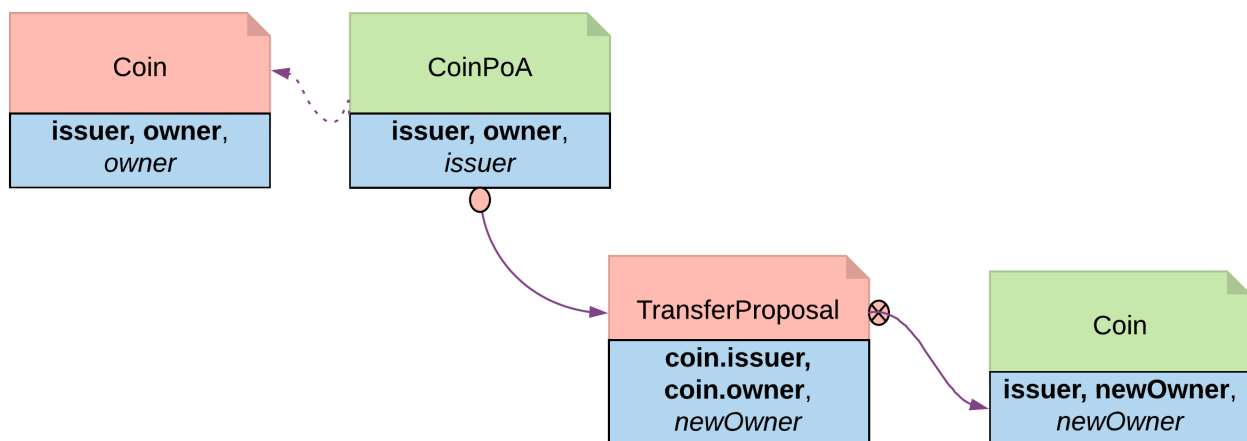 Coin
issuer, owner,
owner
CoinPoA
issuer, owner,
issuer
TransferProposal
coin.issuer,
coin.owner,
newOwner
Coin
issuer, newOwner,
newOwner